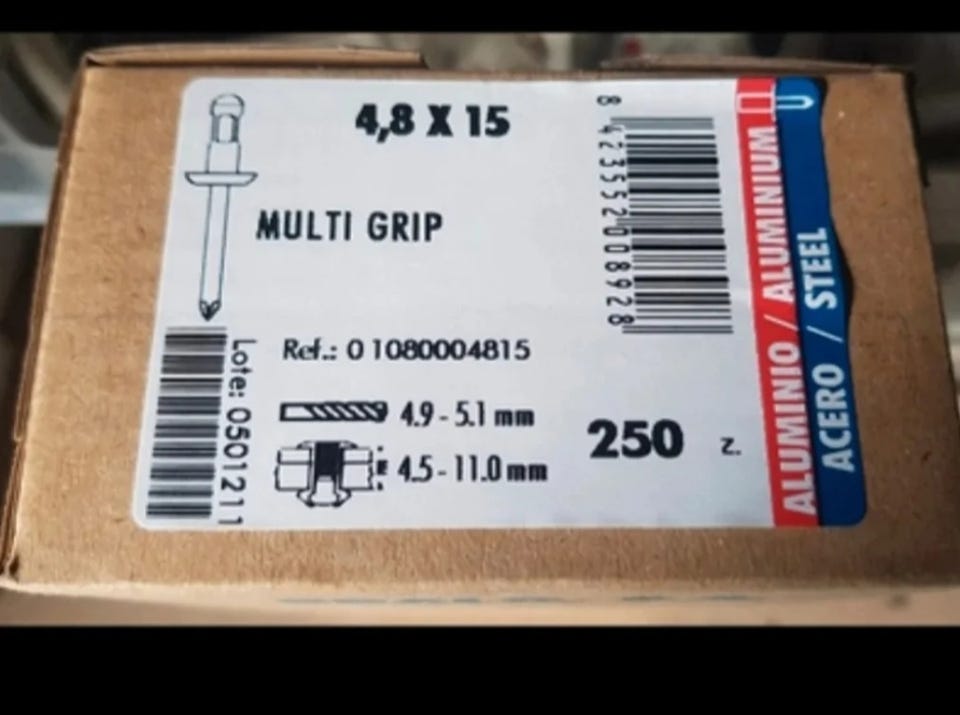 4,8 X 15
MULTI GRIP
Ref.: 0 1080004815
4.9 - 5.1 mm
4.5 - 11.0 mm
250 z.
Lote: 0501211
8 423552 008928
ALUMINIO / ALUMINIUM
ACERO / STEEL